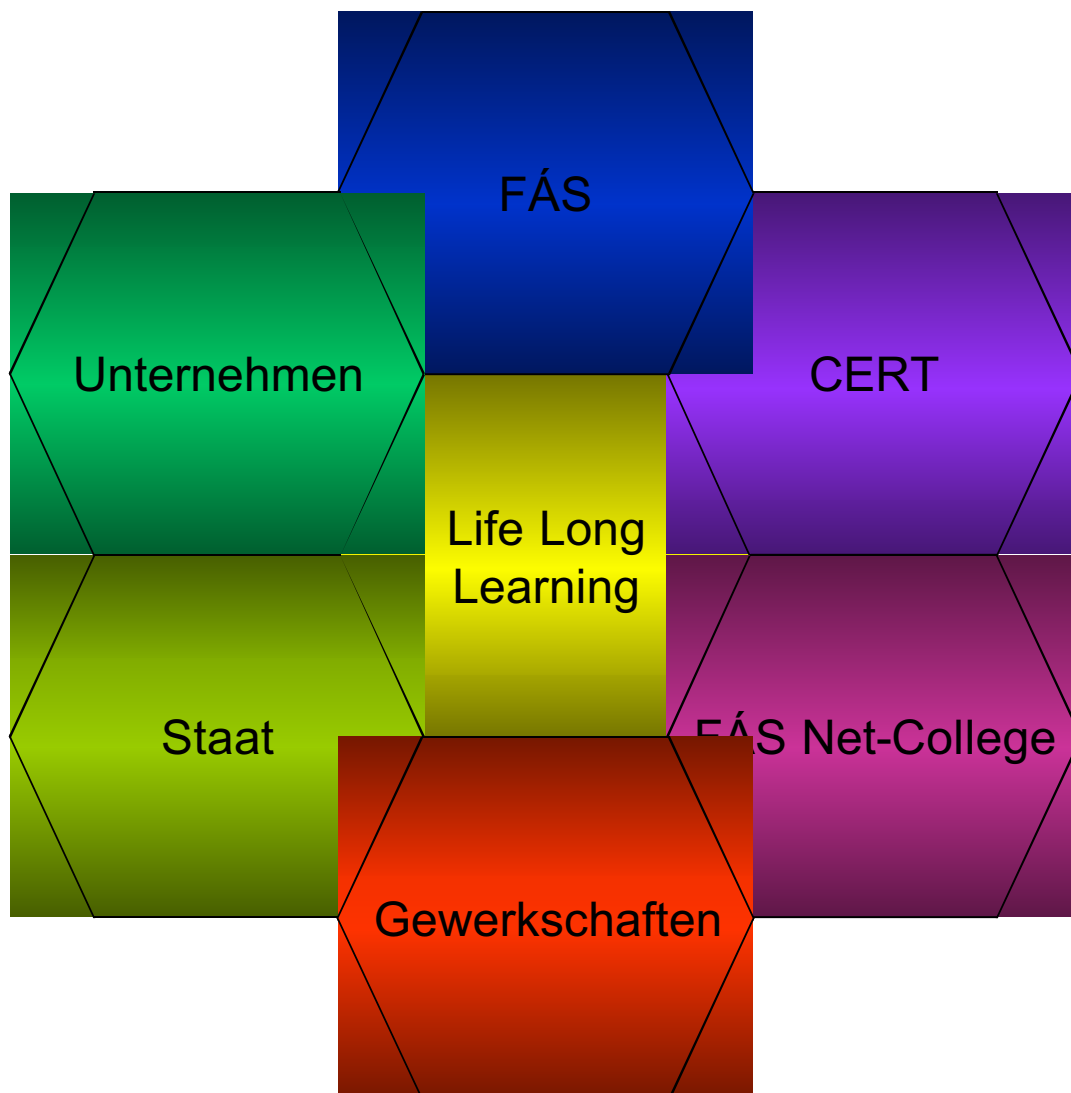 FÁS
Unternehmen
CERT
Life Long
Learning
Staat
FÁS Net-College
Gewerkschaften